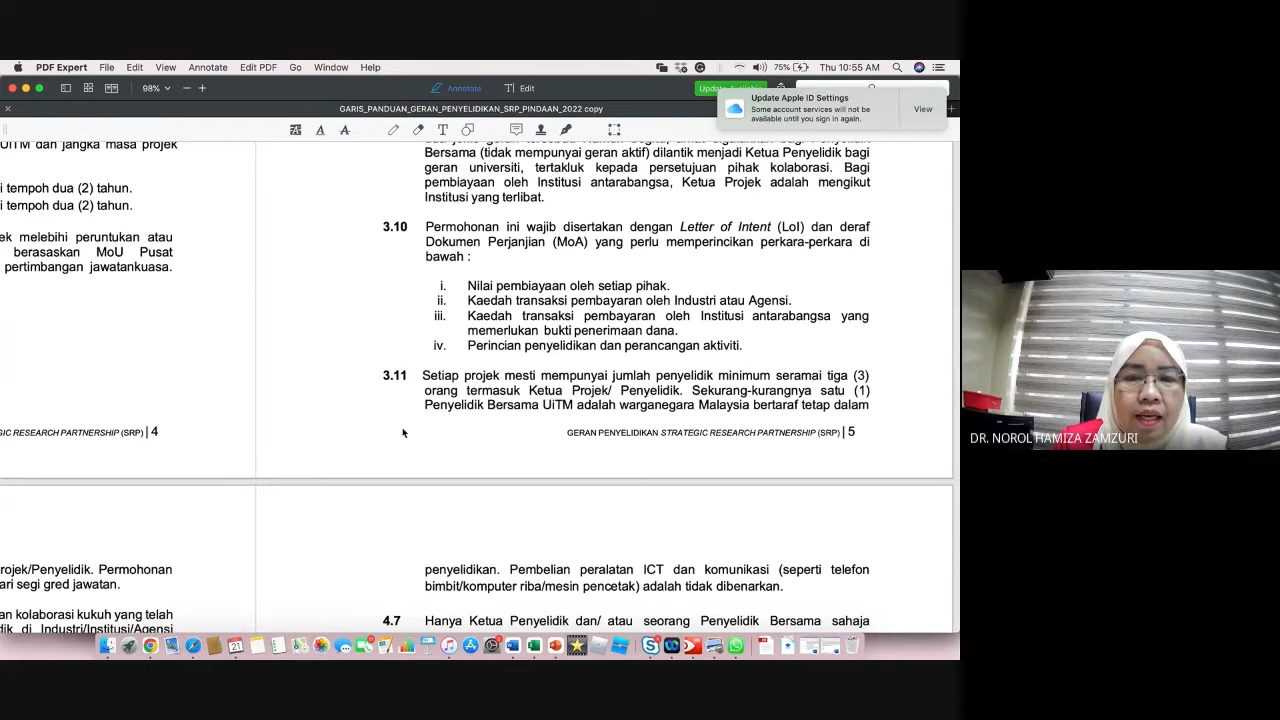 PDF Expert File Edit View Annotate Edit PDF Go Window Help
75% Thu 10:55 AM
98% Annotate Edit
Update Apple ID Settings
Some account services will not be
available until you sign in again.
View
GARIS_PANDUAN_GERAN_PENYELIDIKAN_SRP_PINDAAN_2022 copy
UiTM dan jangka masa projek
i tempoh dua (2) tahun.
i tempoh dua (2) tahun.
ek melebihi peruntukan atau
berasaskan MoU Pusat
pertimbangan jawatankuasa.
GIC RESEARCH PARTNERSHIP (SRP) | 4
Bersama (tidak mempunyai geran aktif) dilantik menjadi Ketua Penyelidik bagi
geran universiti, tertakluk kepada persetujuan pihak kolaborasi. Bagi
pembiayaan oleh Institusi antarabangsa, Ketua Projek adalah mengikut
Institusi yang terlibat.
3.10 Permohonan ini wajib disertakan dengan Letter of Intent (LoI) dan deraf
Dokumen Perjanjian (MoA) yang perlu memperincikan perkara-perkara di
bawah :
i. Nilai pembiayaan oleh setiap pihak.
ii. Kaedah transaksi pembayaran oleh Industri atau Agensi.
iii. Kaedah transaksi pembayaran oleh Institusi antarabangsa yang
memerlukan bukti penerimaan dana.
iv. Perincian penyelidikan dan perancangan aktiviti.
3.11 Setiap projek mesti mempunyai jumlah penyelidik minimum seramai tiga (3)
orang termasuk Ketua Projek/ Penyelidik. Sekurang-kurangnya satu (1)
Penyelidik Bersama UiTM adalah warganegara Malaysia bertaraf tetap dalam
GERAN PENYELIDIKAN STRATEGIC RESEARCH PARTNERSHIP (SRP) | 5
rojek/Penyelidik. Permohonan
ari segi gred jawatan.
an kolaborasi kukuh yang telah
dik di Industri/Institusi/Agensi
penyelidikan. Pembelian peralatan ICT dan komunikasi (seperti telefon
bimbit/komputer riba/mesin pencetak) adalah tidak dibenarkan.
4.7 Hanya Ketua Penyelidik dan/ atau seorang Penyelidik Bersama sahaja
DR. NOROL HAMIZA ZAMZURI